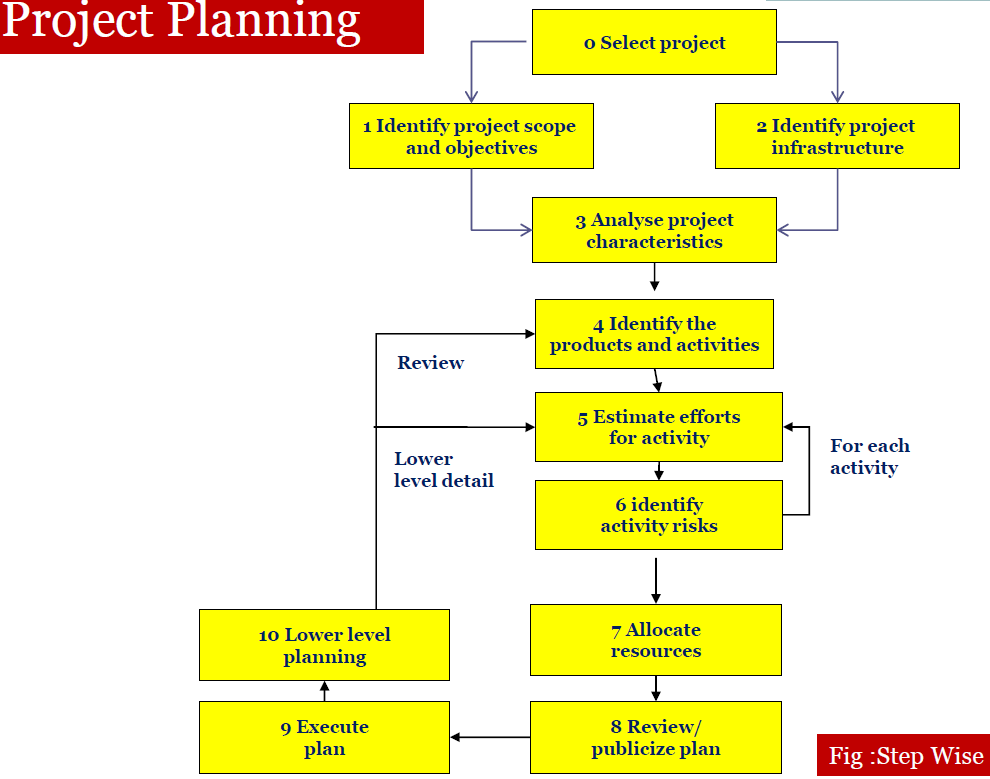 Project Planning
0 Select project
1 Identify project scope
and objectives
2 Identify project
infrastructure
3 Analyse project
characteristics
4 Identify the
products and activities
Review
5 Estimate efforts
for activity
For each
activity
Lower
level detail
6 identify
activity risks
10 Lower level
planning
7 Allocate
resources
9 Execute
plan
8 Review/
publicize plan
Fig :Step Wise